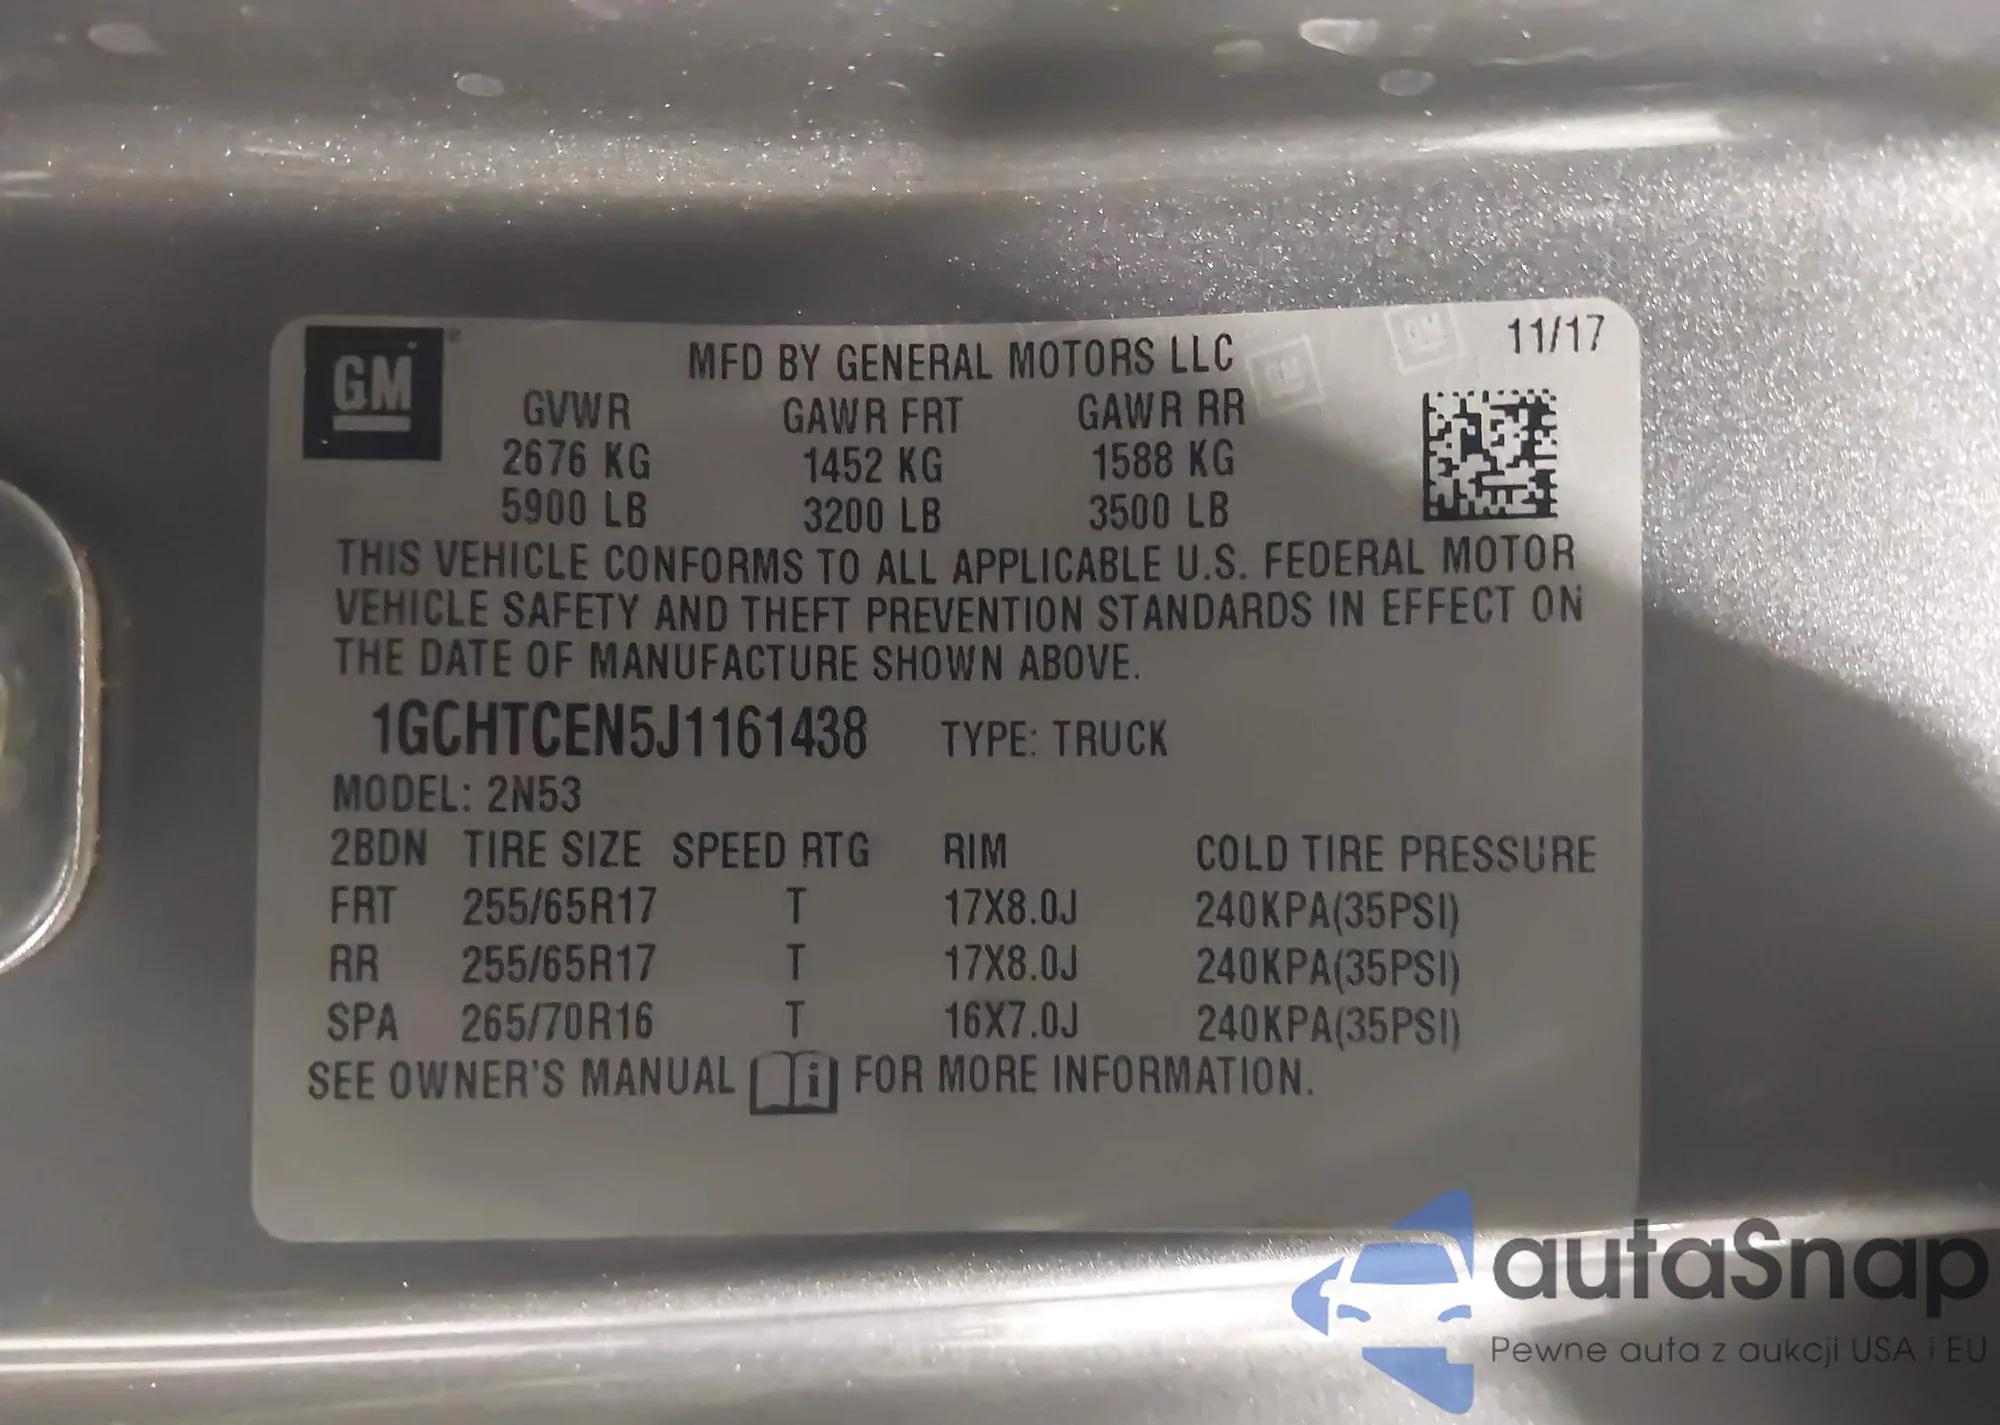 GM
MFD BY GENERAL MOTORS LLC
11/17
GVWR GAWR FRT GAWR RR
2676 KG 1452 KG 1588 KG
5900 LB 3200 LB 3500 LB
THIS VEHICLE CONFORMS TO ALL APPLICABLE U.S. FEDERAL MOTOR
VEHICLE SAFETY AND THEFT PREVENTION STANDARDS IN EFFECT ON
THE DATE OF MANUFACTURE SHOWN ABOVE.
1GCHTCEN5J1161438 TYPE: TRUCK
MODEL: 2N53
2BDN TIRE SIZE SPEED RTG RIM COLD TIRE PRESSURE
FRT 255/65R17 T 17X8.0J 240KPA(35PSI)
RR 255/65R17 T 17X8.0J 240KPA(35PSI)
SPA 265/70R16 T 16X7.0J 240KPA(35PSI)
SEE OWNER'S MANUAL i FOR MORE INFORMATION.
autaSnap
Pewne auta z aukcji USA i EU